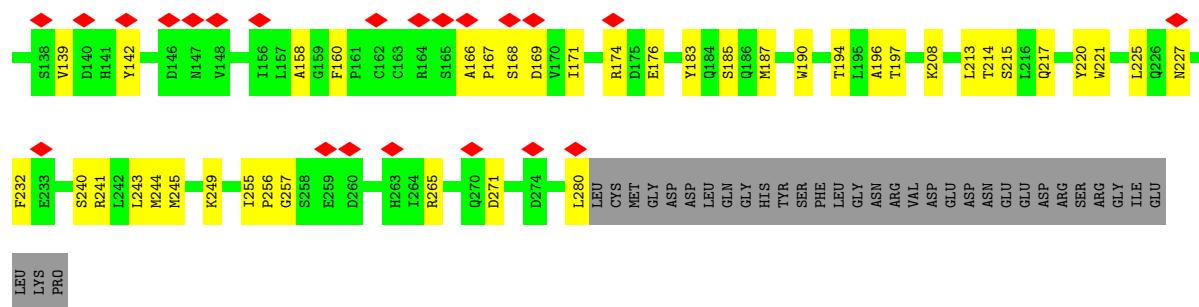 S138 V139 D140 H141 Y142 D146 N147 V148 I156 L157 A158 G159 F160 P161 C162 C163 R164 S165 A166 P167 S168 D169 V170 I171 R174 D175 E176 Y183 Q184 S185 Q186 M187 W190 T194 L195 A196 T197 K208 L213 T214 S215 L216 Q217 Y220 W221 L225 Q226 N227
F232 E233 S240 R241 L242 L243 M244 M245 K249 I255 P256 G257 S258 E259 D260 H263 I264 R265 Q270 D271 D274 L280 LEU CYS MET GLY ASP ASP LEU GLN GLY HIS TYR SER PHE LEU GLY ASN ARG VAL ASP GLU ASP ASN GLU GLU ASP ARG SER ARG GLY ILE GLU
LEU LYS PRO